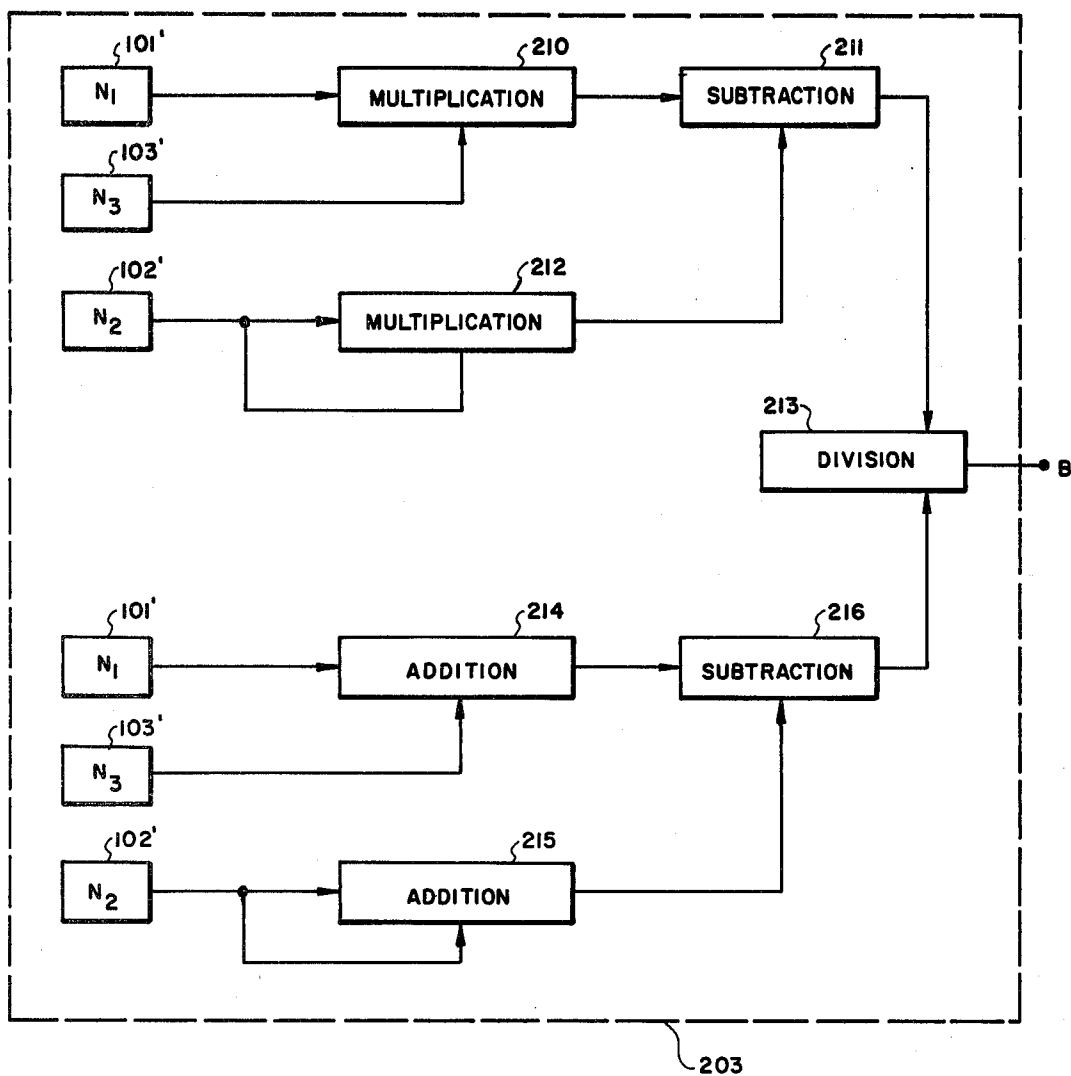 101'
210
211
N1
MULTIPLICATION
SUBTRACTION
103'
N3
102'
212
N2
MULTIPLICATION
213
DIVISION
B
101'
214
216
N1
ADDITION
SUBTRACTION
103'
N3
102'
215
N2
ADDITION
203